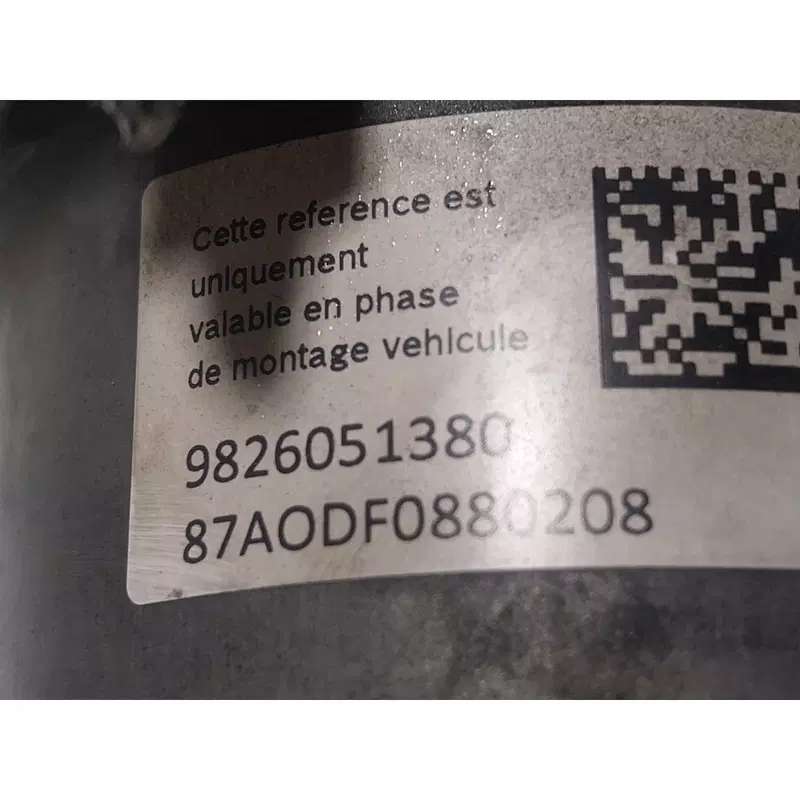 Cette reference est
uniquement
valable en phase
de montage vehicule
9826051380
87AODF0880208